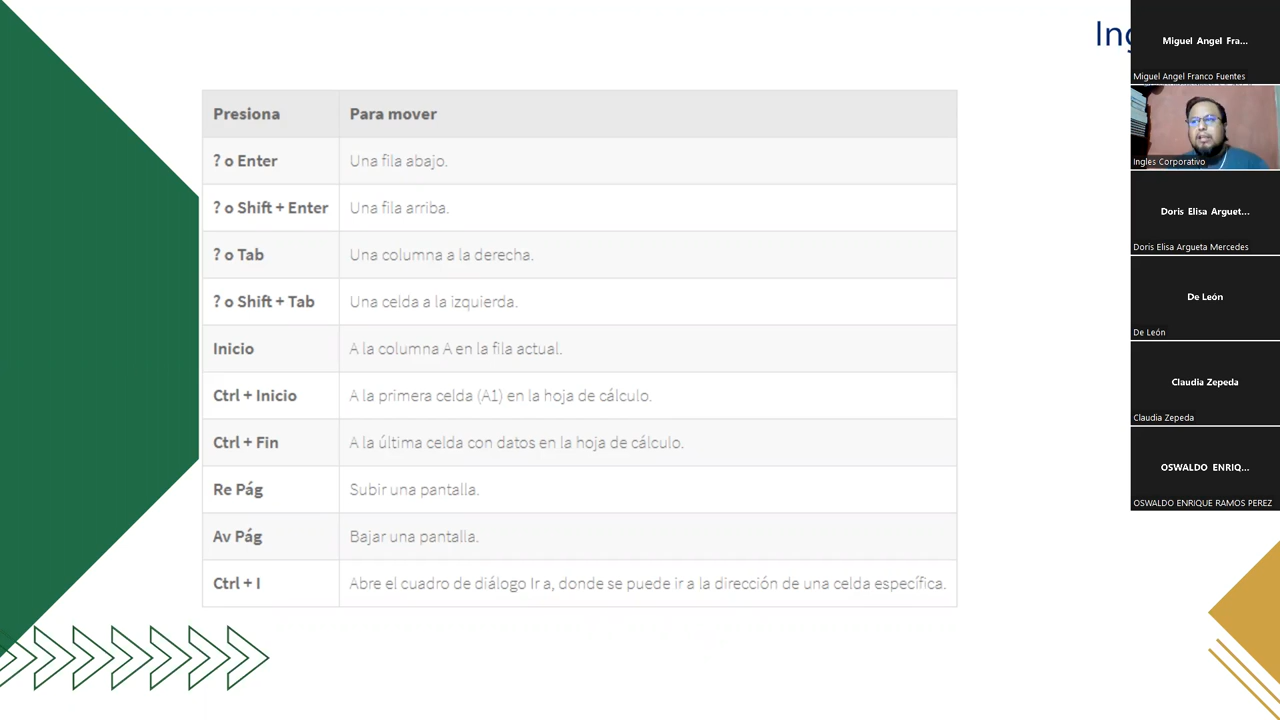 Presiona Para mover
? o Enter Una fila abajo.
? o Shift + Enter Una fila arriba.
? o Tab Una columna a la derecha.
? o Shift + Tab Una celda a la izquierda.
Inicio A la columna A en la fila actual.
Ctrl + Inicio A la primera celda (A1) en la hoja de cálculo.
Ctrl + Fin A la última celda con datos en la hoja de cálculo.
Re Pág Subir una pantalla.
Av Pág Bajar una pantalla.
Ctrl + I Abre el cuadro de diálogo Ir a, donde se puede ir a la dirección de una celda específica.
Miguel Angel Fra...
Miguel Angel Franco Fuentes
Ingles Corporativo
Doris Elisa Arguet...
Doris Elisa Argueta Mercedes
De León
De León
Claudia Zepeda
Claudia Zepeda
OSWALDO ENRIQ...
OSWALDO ENRIQUE RAMOS PEREZ